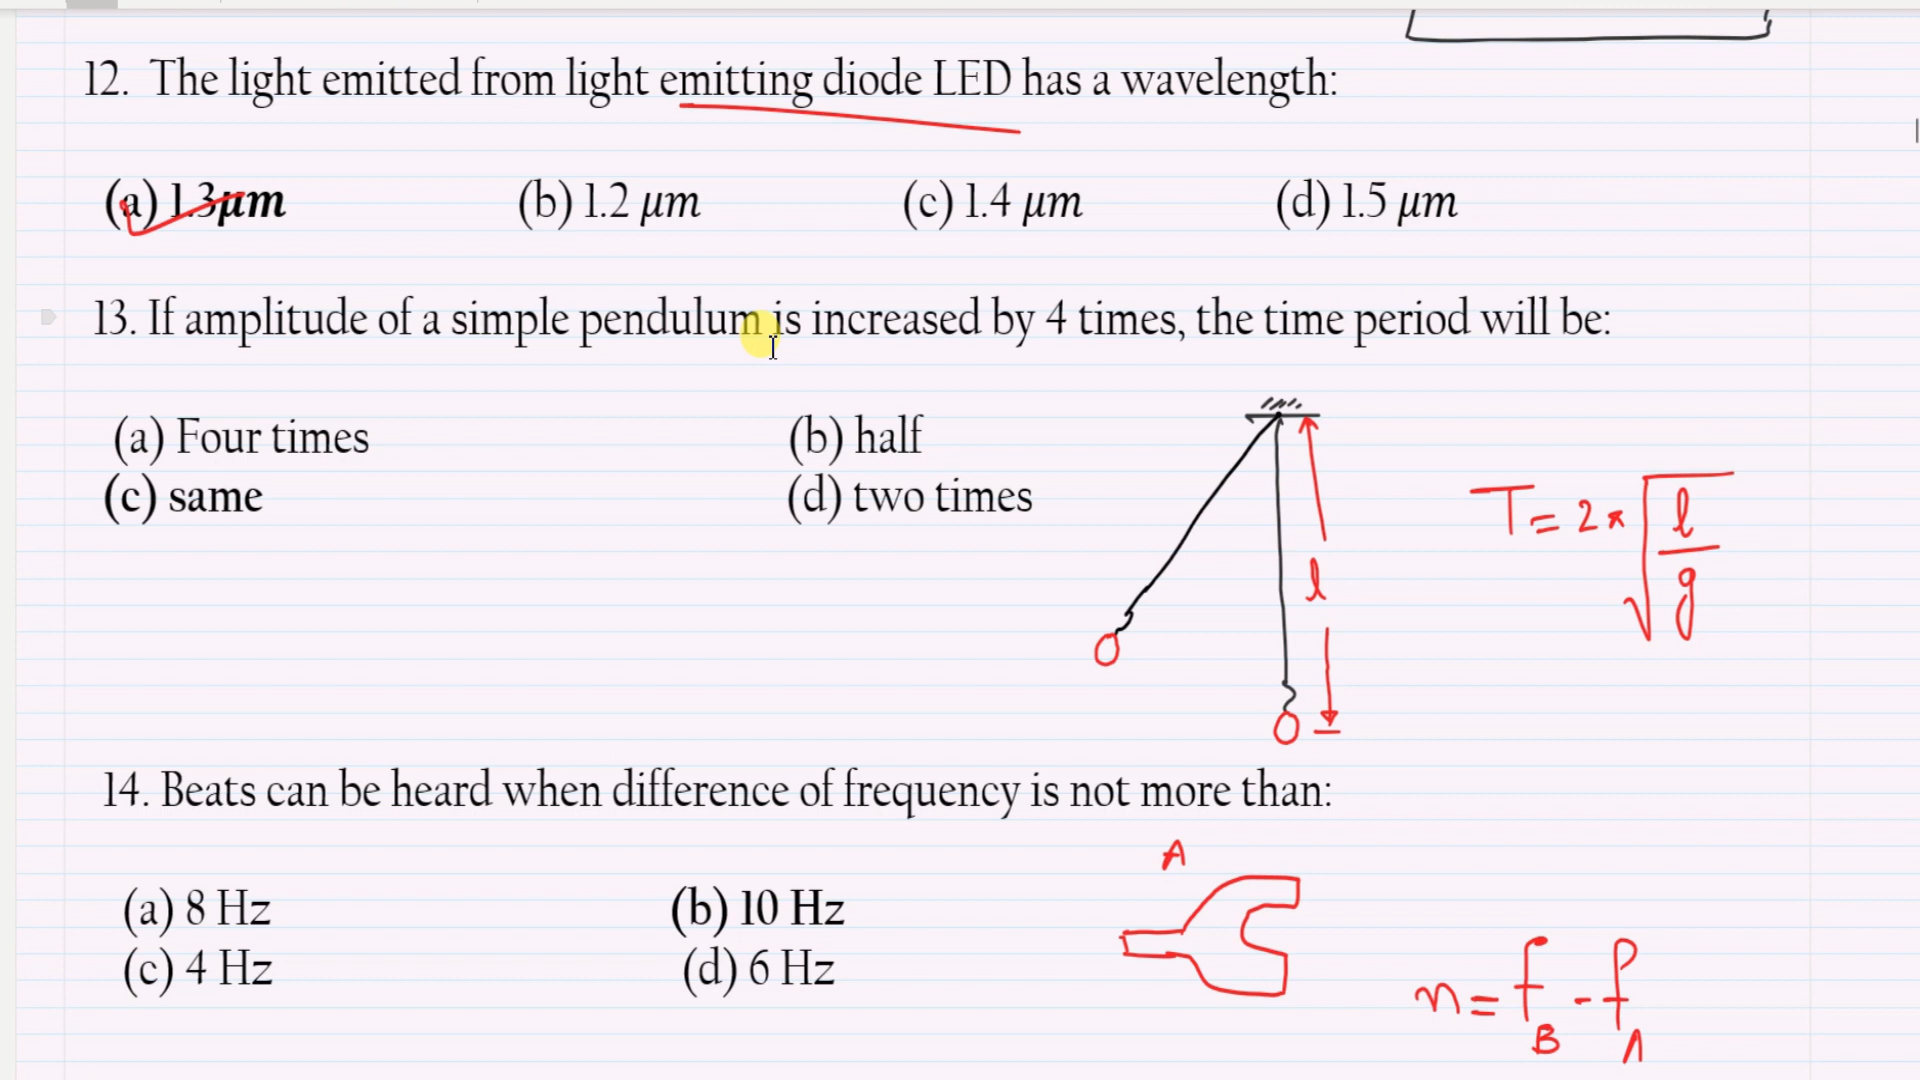 12. The light emitted from light emitting diode LED has a wavelength:
(a) 1.3μm (b) 1.2 μm (c) 1.4 μm (d) 1.5 μm
13. If amplitude of a simple pendulum is increased by 4 times, the time period will be:
(a) Four times (b) half
(c) same (d) two times
l
T = 2π √l/g
14. Beats can be heard when difference of frequency is not more than:
A
(a) 8 Hz (b) 10 Hz
(c) 4 Hz (d) 6 Hz
n = fB - fA